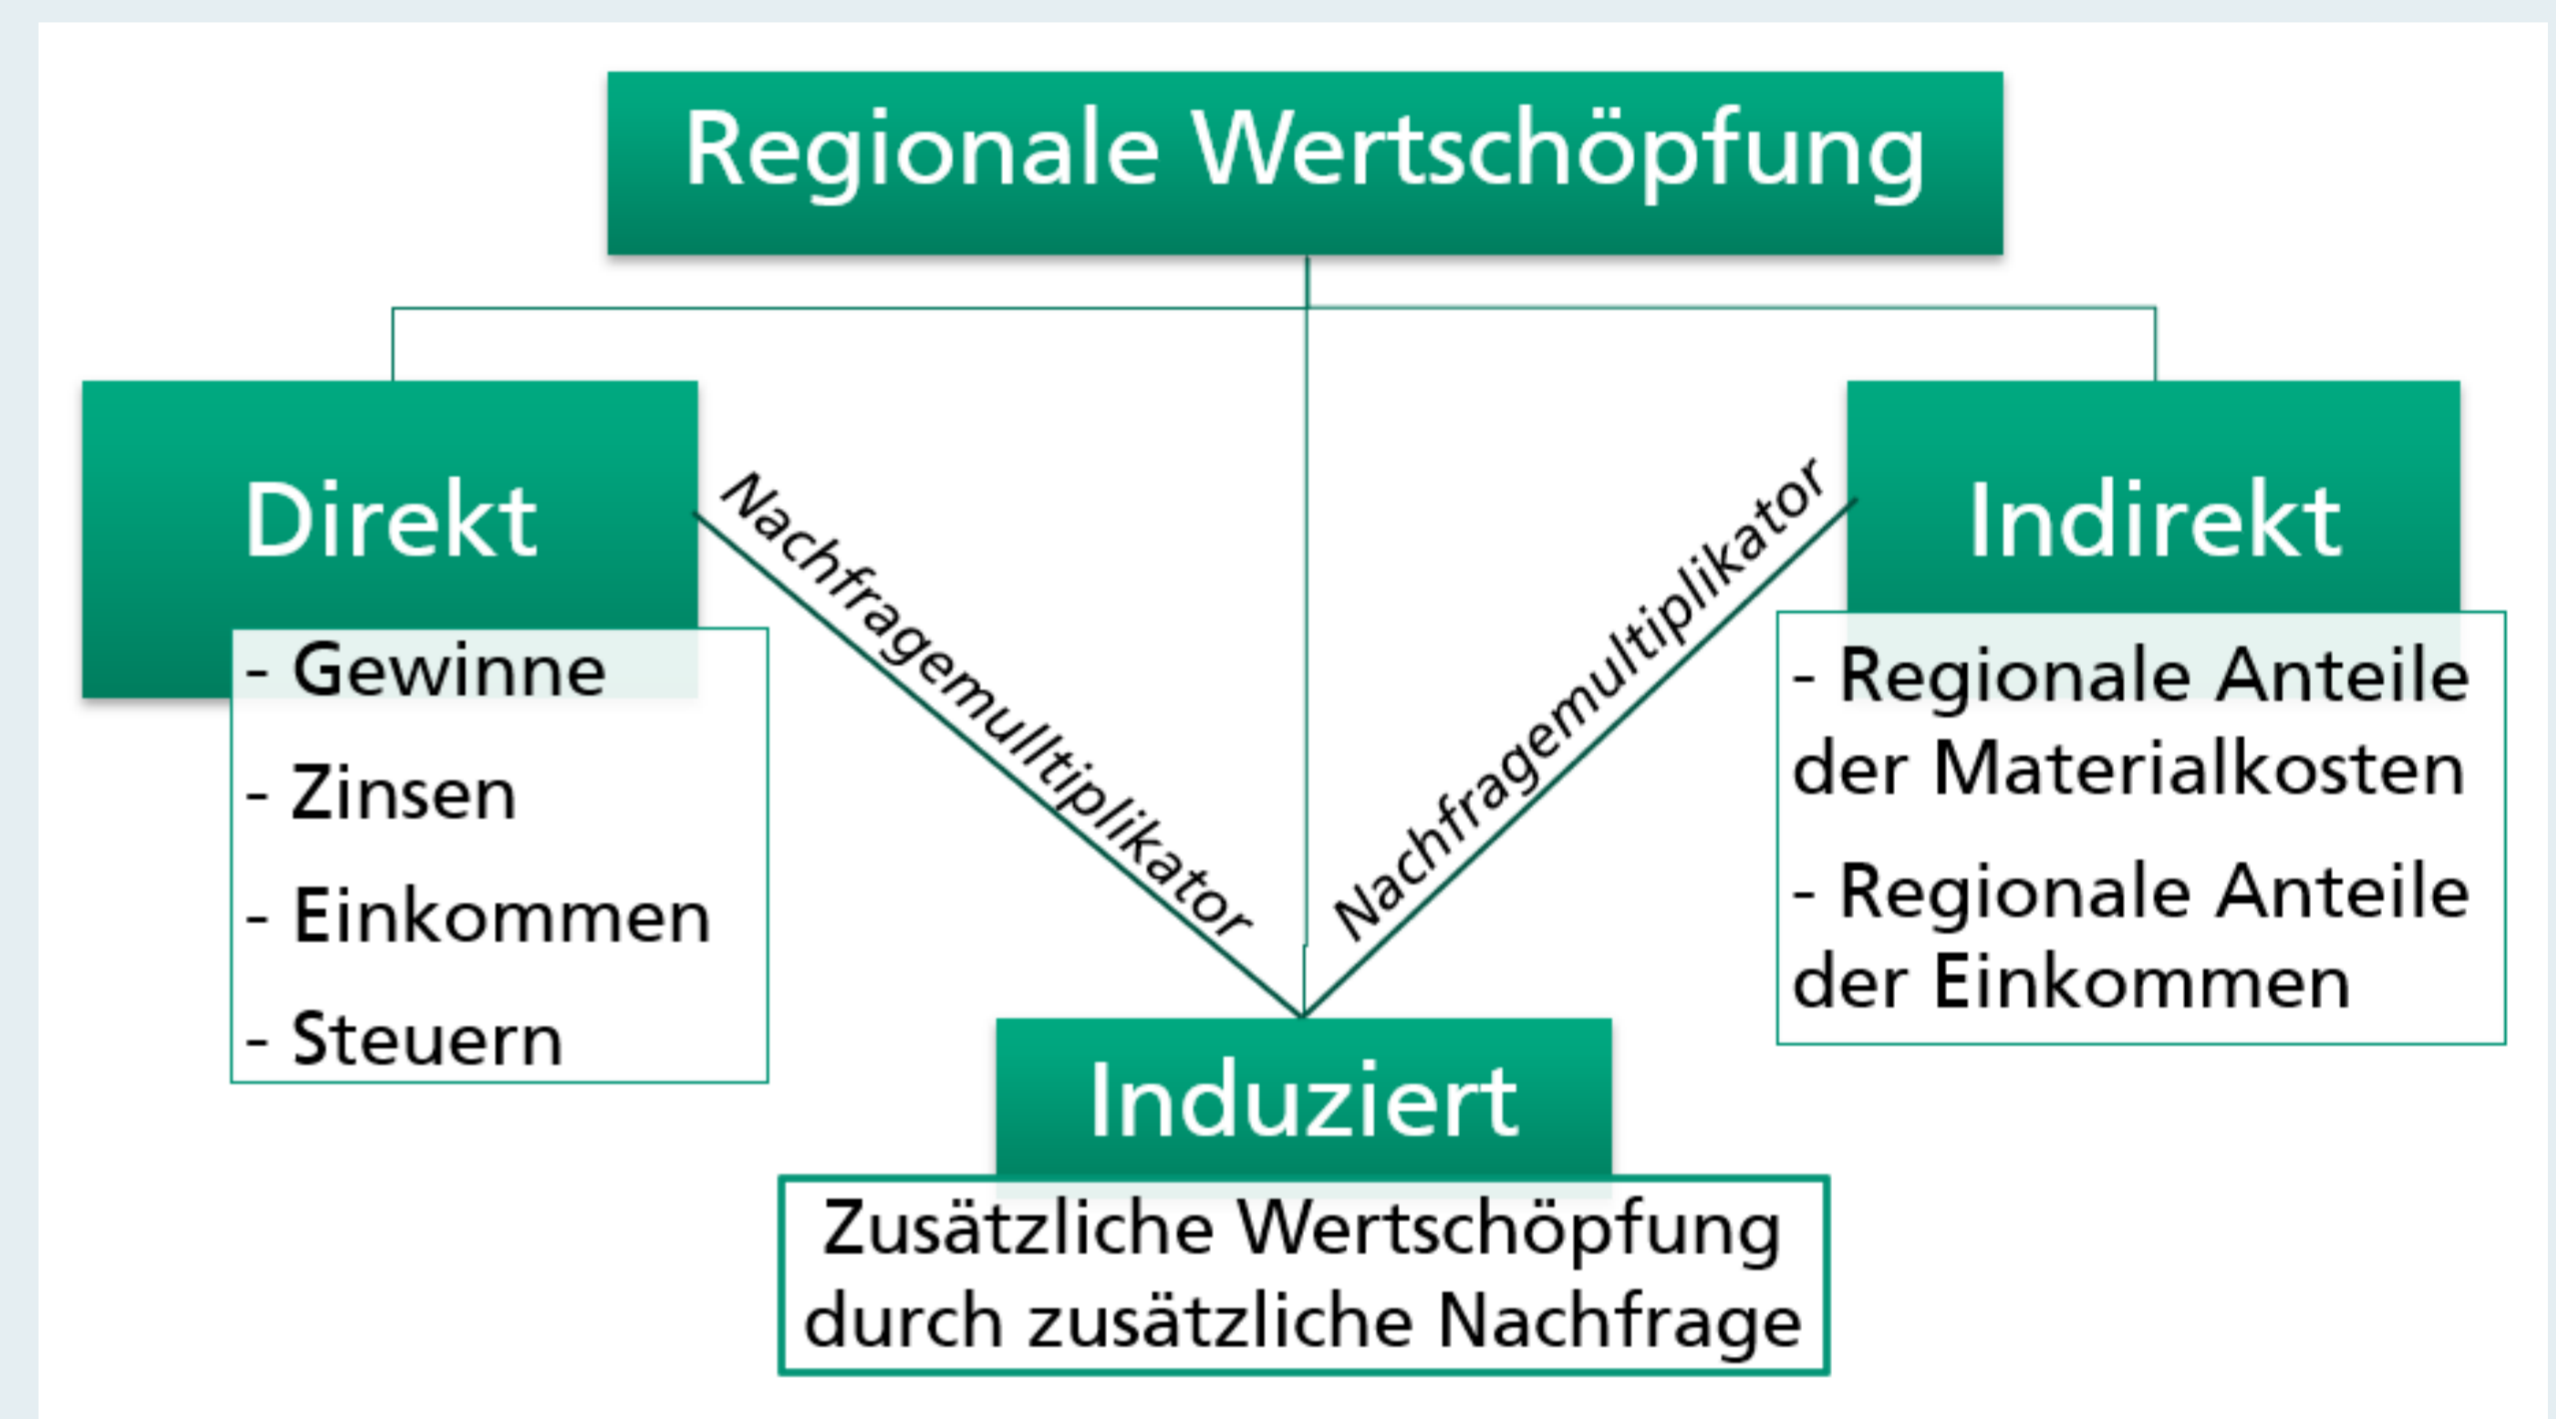 Regionale Wertschöpfung
Direkt
- Gewinne
- Zinsen
- Einkommen
- Steuern
Nachfragemulltiplikator
Nachfragemultiplikator
Indirekt
- Regionale Anteile
der Materialkosten
- Regionale Anteile
der Einkommen
Induziert
Zusätzliche Wertschöpfung
durch zusätzliche Nachfrage